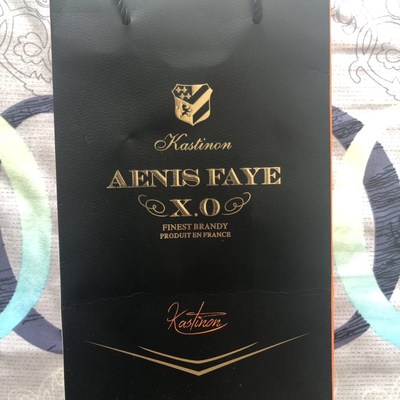 Kastinon
AENIS FAYE
X.O
FINEST BRANDY
PRODUIT EN FRANCE
Kastinon